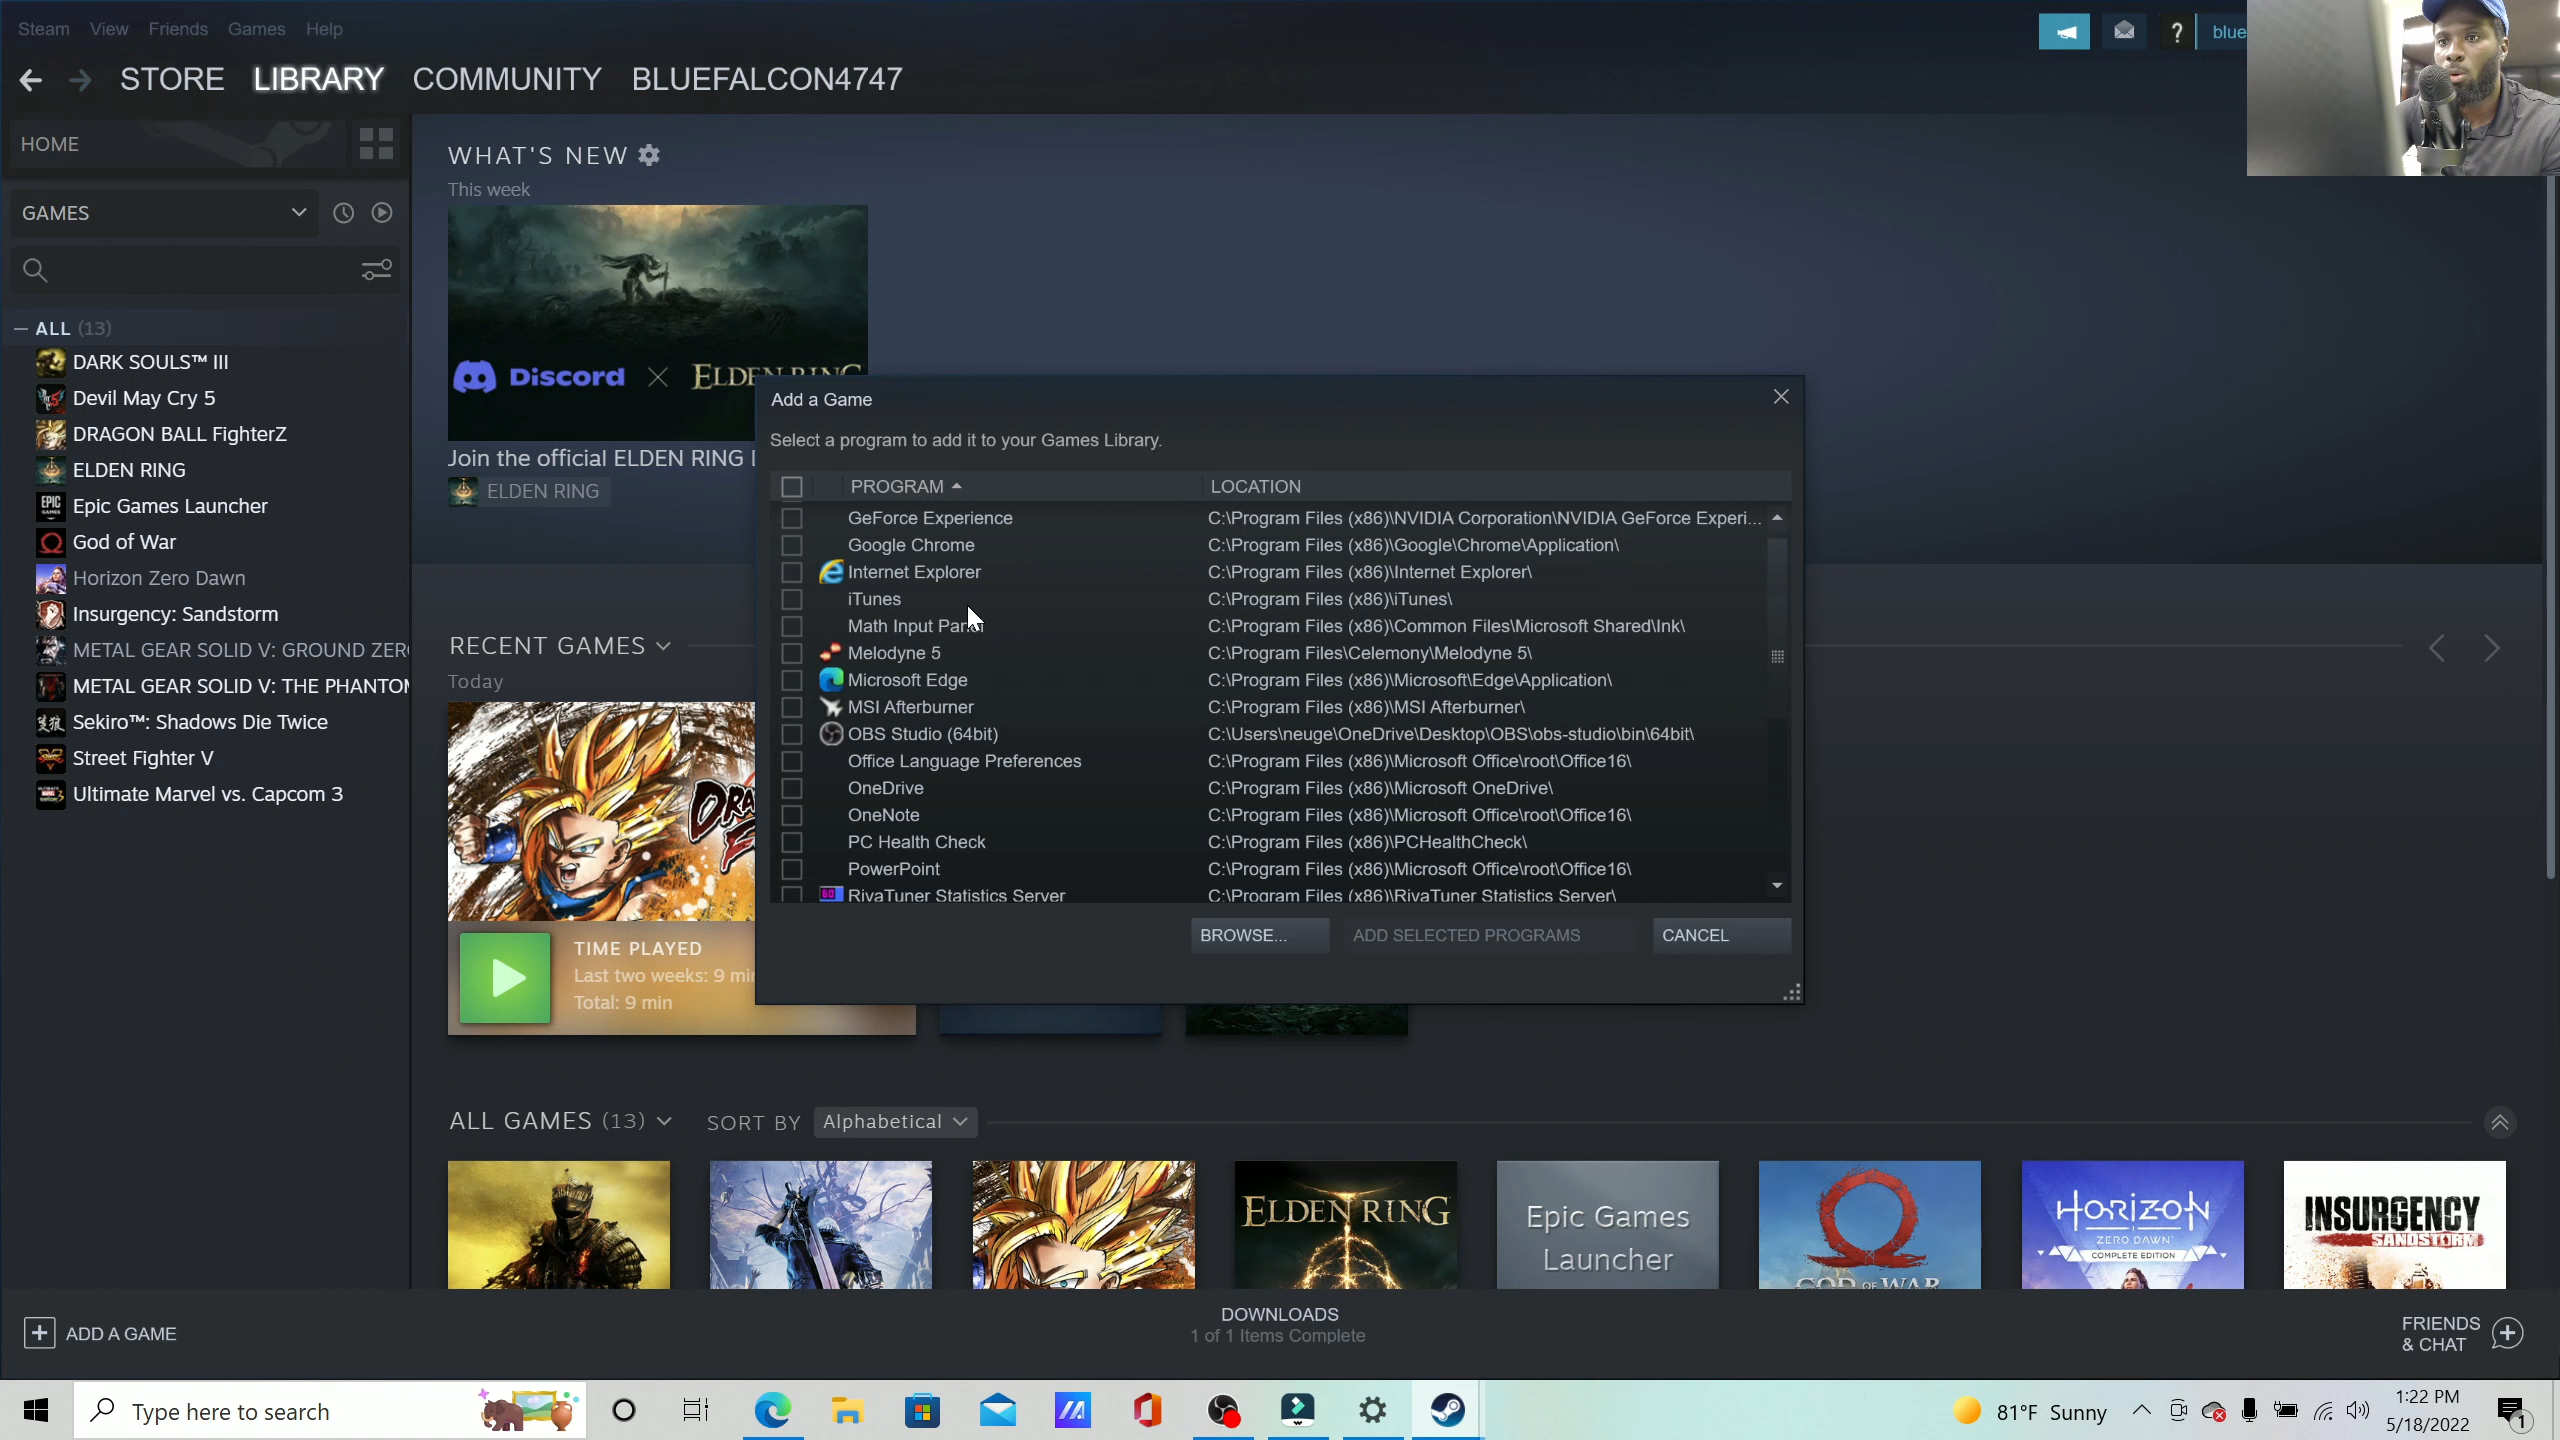 Steam View Friends Games Help
? blue
STORE LIBRARY COMMUNITY BLUEFALCON4747
HOME
GAMES
ALL (13)
DARK SOULS™ III
Devil May Cry 5
DRAGON BALL FighterZ
ELDEN RING
EPIC GAMES Epic Games Launcher
God of War
Horizon Zero Dawn
Insurgency: Sandstorm
METAL GEAR SOLID V: GROUND ZER
METAL GEAR SOLID V: THE PHANTO
Sekiro™: Shadows Die Twice
Street Fighter V
Ultimate Marvel vs. Capcom 3
WHAT'S NEW
This week
Discord X ELDEN RING
Join the official ELDEN RING
ELDEN RING
RECENT GAMES
Today
DRA
TIME PLAYED
Last two weeks: 9 mi
Total: 9 min
Add a Game
Select a program to add it to your Games Library.
PROGRAM LOCATION
GeForce Experience C:\Program Files (x86)\NVIDIA Corporation\NVIDIA GeForce Experi...
Google Chrome C:\Program Files (x86)\Google\Chrome\Application\
Internet Explorer C:\Program Files (x86)\Internet Explorer\
iTunes C:\Program Files (x86)\iTunes\
Math Input Panel C:\Program Files (x86)\Common Files\Microsoft Shared\Ink\
Melodyne 5 C:\Program Files\Celemony\Melodyne 5\
Microsoft Edge C:\Program Files (x86)\Microsoft\Edge\Application\
MSI Afterburner C:\Program Files (x86)\MSI Afterburner\
OBS Studio (64bit) C:\Users\neuge\OneDrive\Desktop\OBS\obs-studio\bin\64bit\
Office Language Preferences C:\Program Files (x86)\Microsoft Office\root\Office16\
OneDrive C:\Program Files (x86)\Microsoft OneDrive\
OneNote C:\Program Files (x86)\Microsoft Office\root\Office16\
PC Health Check C:\Program Files (x86)\PCHealthCheck\
PowerPoint C:\Program Files (x86)\Microsoft Office\root\Office16\
60 RivaTuner Statistics Server C:\Program Files (x86)\RivaTuner Statistics Server\
BROWSE... ADD SELECTED PROGRAMS CANCEL
ALL GAMES (13) SORT BY Alphabetical
ELDEN RING
Epic Games
Launcher
GOD OF WAR
HORIZON
ZERO DAWN
COMPLETE EDITION
INSURGENCY
SANDSTORM
ADD A GAME
DOWNLOADS
1 of 1 Items Complete
FRIENDS
& CHAT
Type here to search
81°F Sunny
1:22 PM
5/18/2022
1